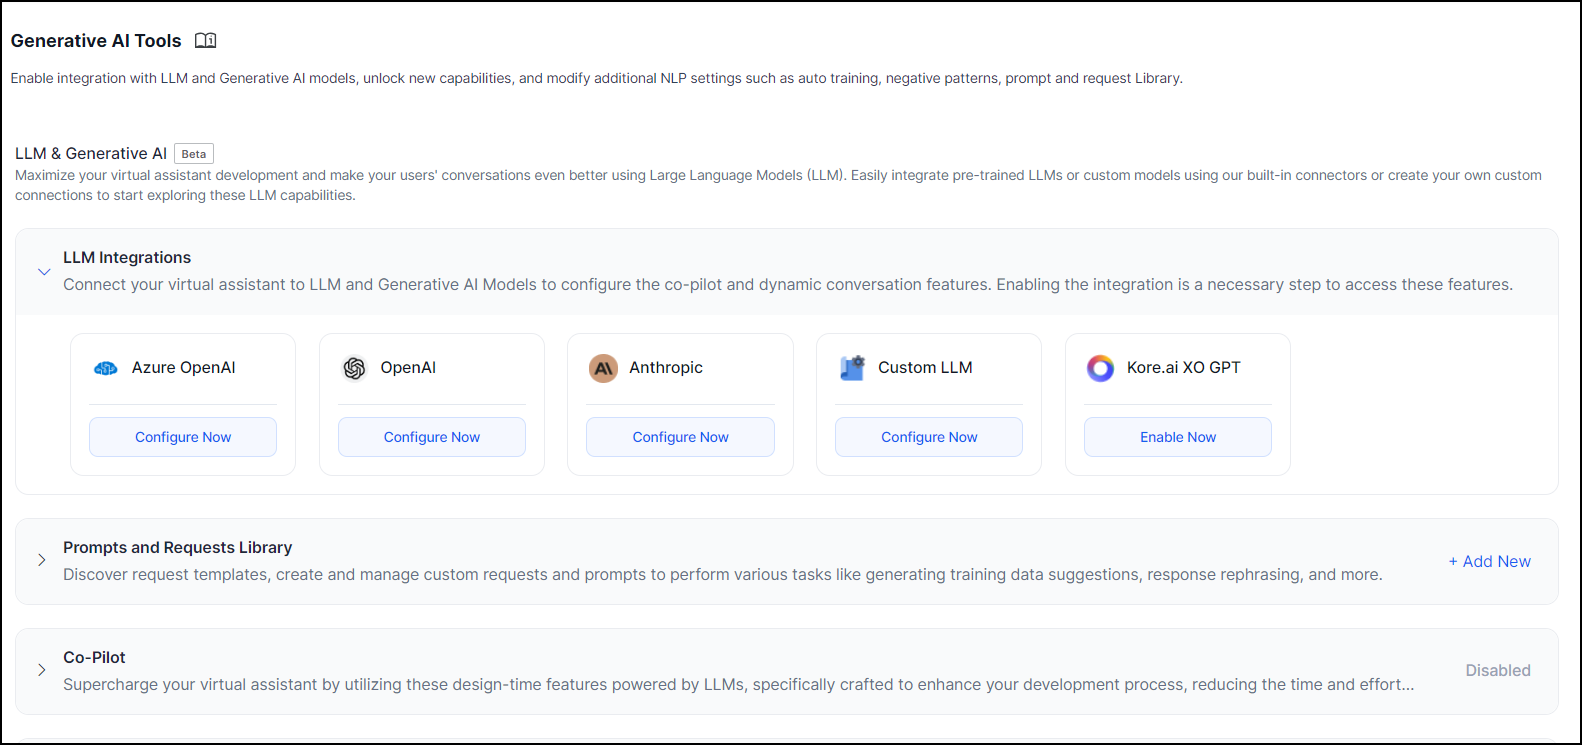 Generative AI Tools
Enable integration with LLM and Generative AI models, unlock new capabilities, and modify additional NLP settings such as auto training, negative patterns, prompt and request Library.
LLM & Generative AI Beta
Maximize your virtual assistant development and make your users' conversations even better using Large Language Models (LLM). Easily integrate pre-trained LLMs or custom models using our built-in connectors or create your own custom
connections to start exploring these LLM capabilities.
LLM Integrations
Connect your virtual assistant to LLM and Generative AI Models to configure the co-pilot and dynamic conversation features. Enabling the integration is a necessary step to access these features.
Azure OpenAI
Configure Now
OpenAI
Configure Now
Anthropic
Configure Now
Custom LLM
Configure Now
Kore.ai XO GPT
Enable Now
Prompts and Requests Library
Discover request templates, create and manage custom requests and prompts to perform various tasks like generating training data suggestions, response rephrasing, and more.
+ Add New
Co-Pilot
Supercharge your virtual assistant by utilizing these design-time features powered by LLMs, specifically crafted to enhance your development process, reducing the time and effort...
Disabled